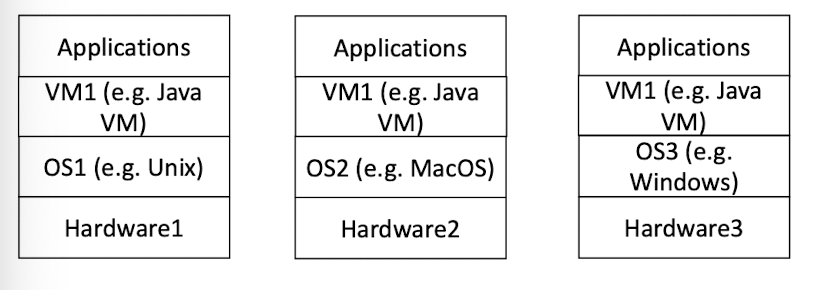 Applications
VM1 (e.g. Java
VM)
OS1 (e.g. Unix)
Hardware1
Applications
VM1 (e.g. Java
VM)
OS2 (e.g. MacOS)
Hardware2
Applications
VM1 (e.g. Java
VM)
OS3 (e.g.
Windows)
Hardware3